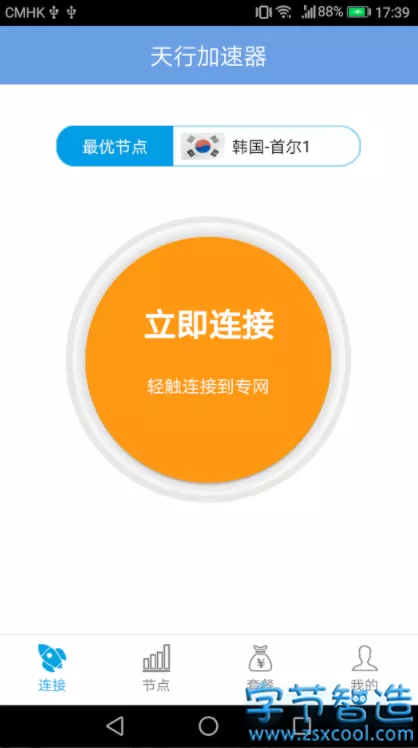 CMHK 88% 17:39
天行加速器
最优节点 韩国-首尔1
立即连接
轻触连接到专网
连接 节点 套餐 我的
字节智造
www.zsxcool.com